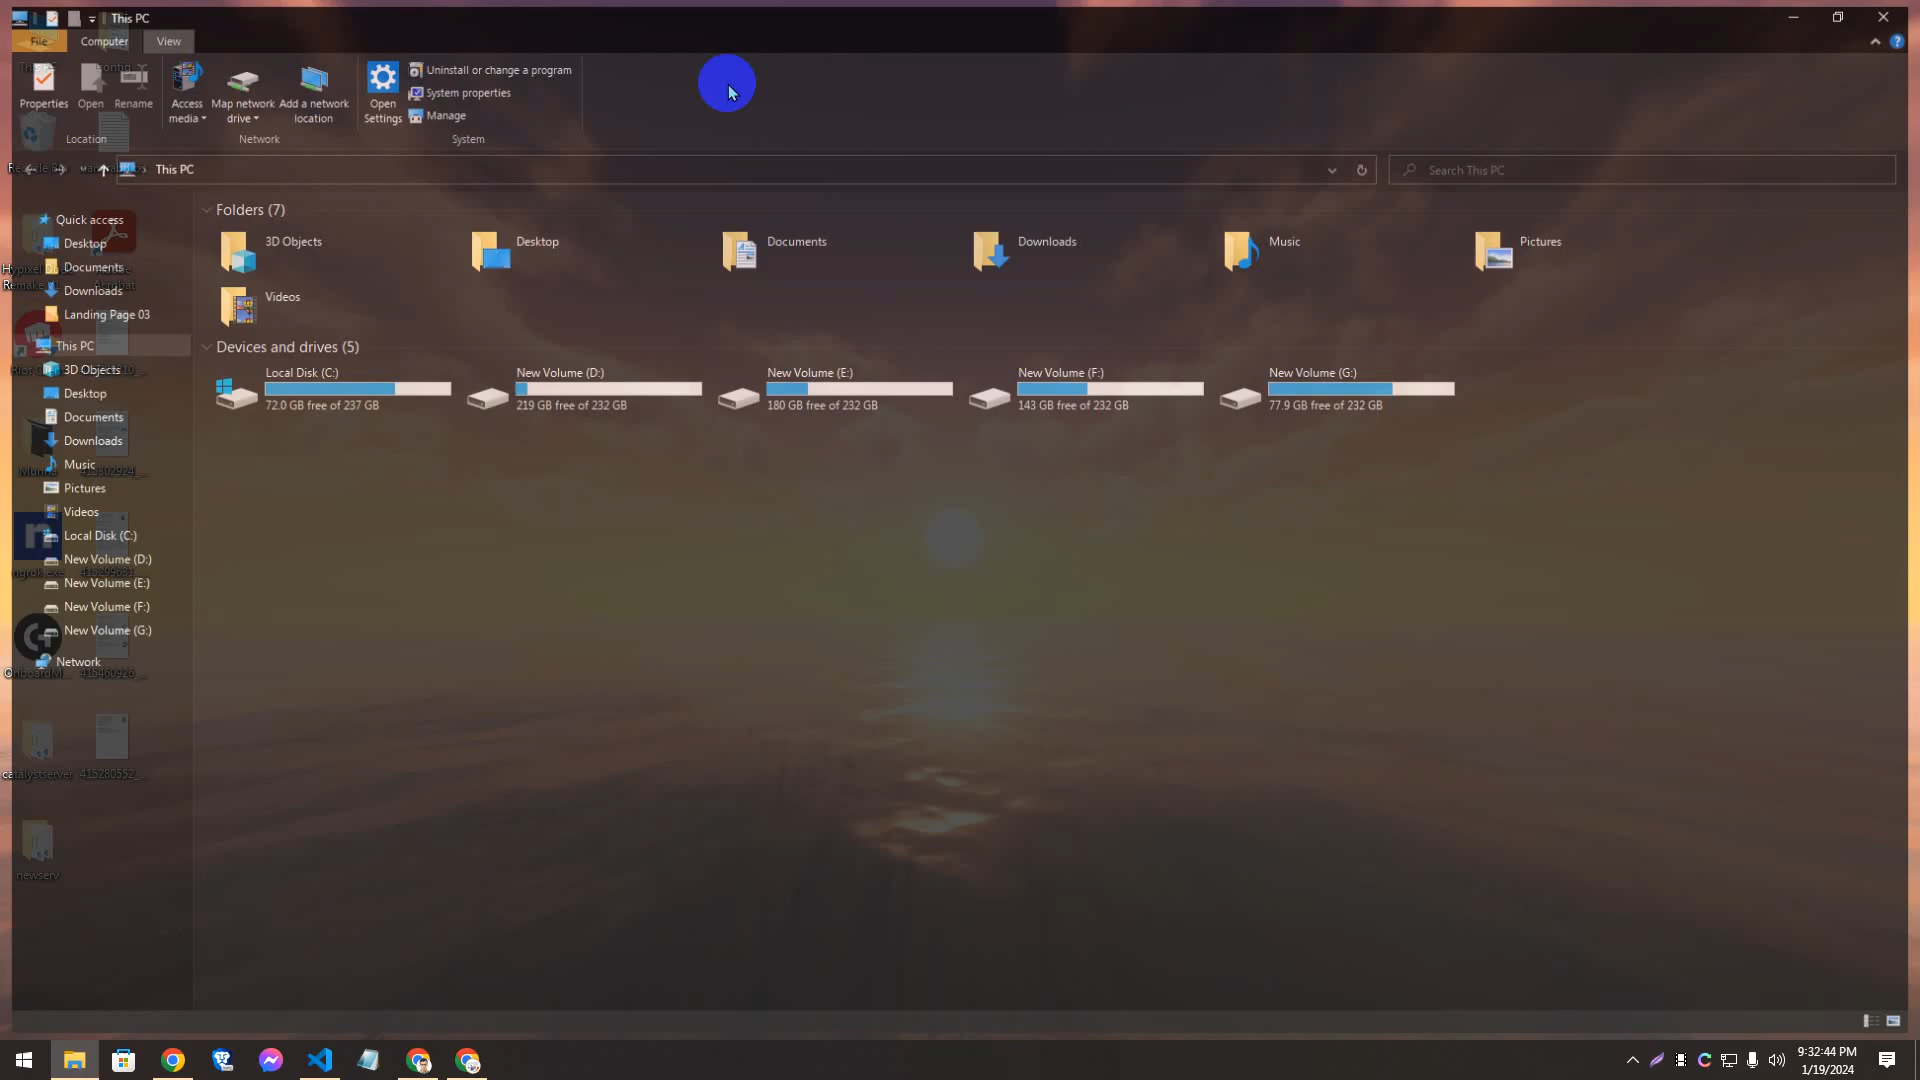 This PC
File
Computer
View
Properties
Open
Rename
Access media
Map network drive
Add a network location
Open Settings
Uninstall or change a program
System properties
Manage
Location
Network
System
This PC
Search This PC
Quick access
Desktop
Documents
Downloads
Landing Page 03
This PC
3D Objects
Desktop
Documents
Downloads
Music
Pictures
Videos
Local Disk (C:)
New Volume (D:)
New Volume (E:)
New Volume (F:)
New Volume (G:)
Network
Folders (7)
3D Objects
Desktop
Documents
Downloads
Music
Pictures
Videos
Devices and drives (5)
Local Disk (C:)
72.0 GB free of 237 GB
New Volume (D:)
219 GB free of 232 GB
New Volume (E:)
180 GB free of 232 GB
New Volume (F:)
143 GB free of 232 GB
New Volume (G:)
77.9 GB free of 232 GB
catalystserver
415280552_...
newserv
9:32:44 PM
1/19/2024